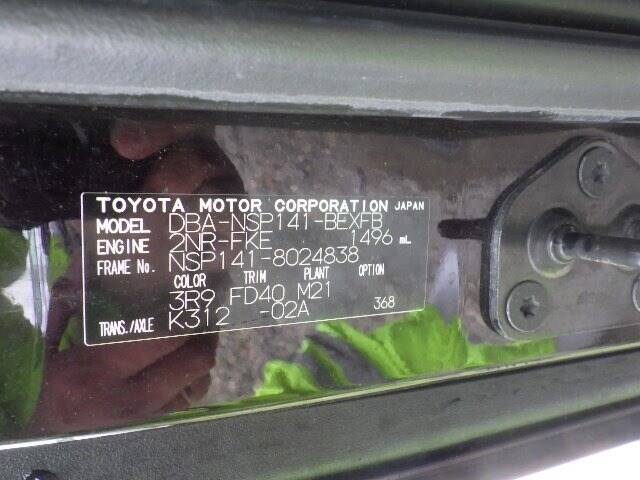 TOYOTA MOTOR CORPORATION JAPAN
MODEL DBA-NSP141-BEXFB
ENGINE 2NR-FKE 1496 mL
FRAME No. NSP141-8024838
COLOR TRIM PLANT OPTION
3R9 FD40 M21
TRANS./AXLE K312 -02A 368